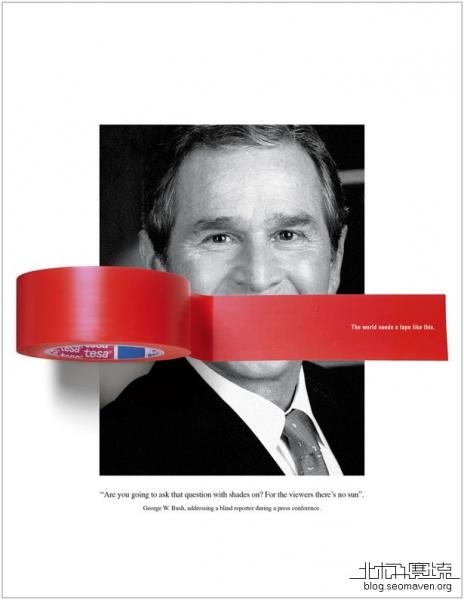 The world needs a tape like this.
tesa
“Are you going to ask that question with shades on? For the viewers there’s no sun”.
George W. Bush, addressing a blind reporter during a press conference.
blog.seomaven.org